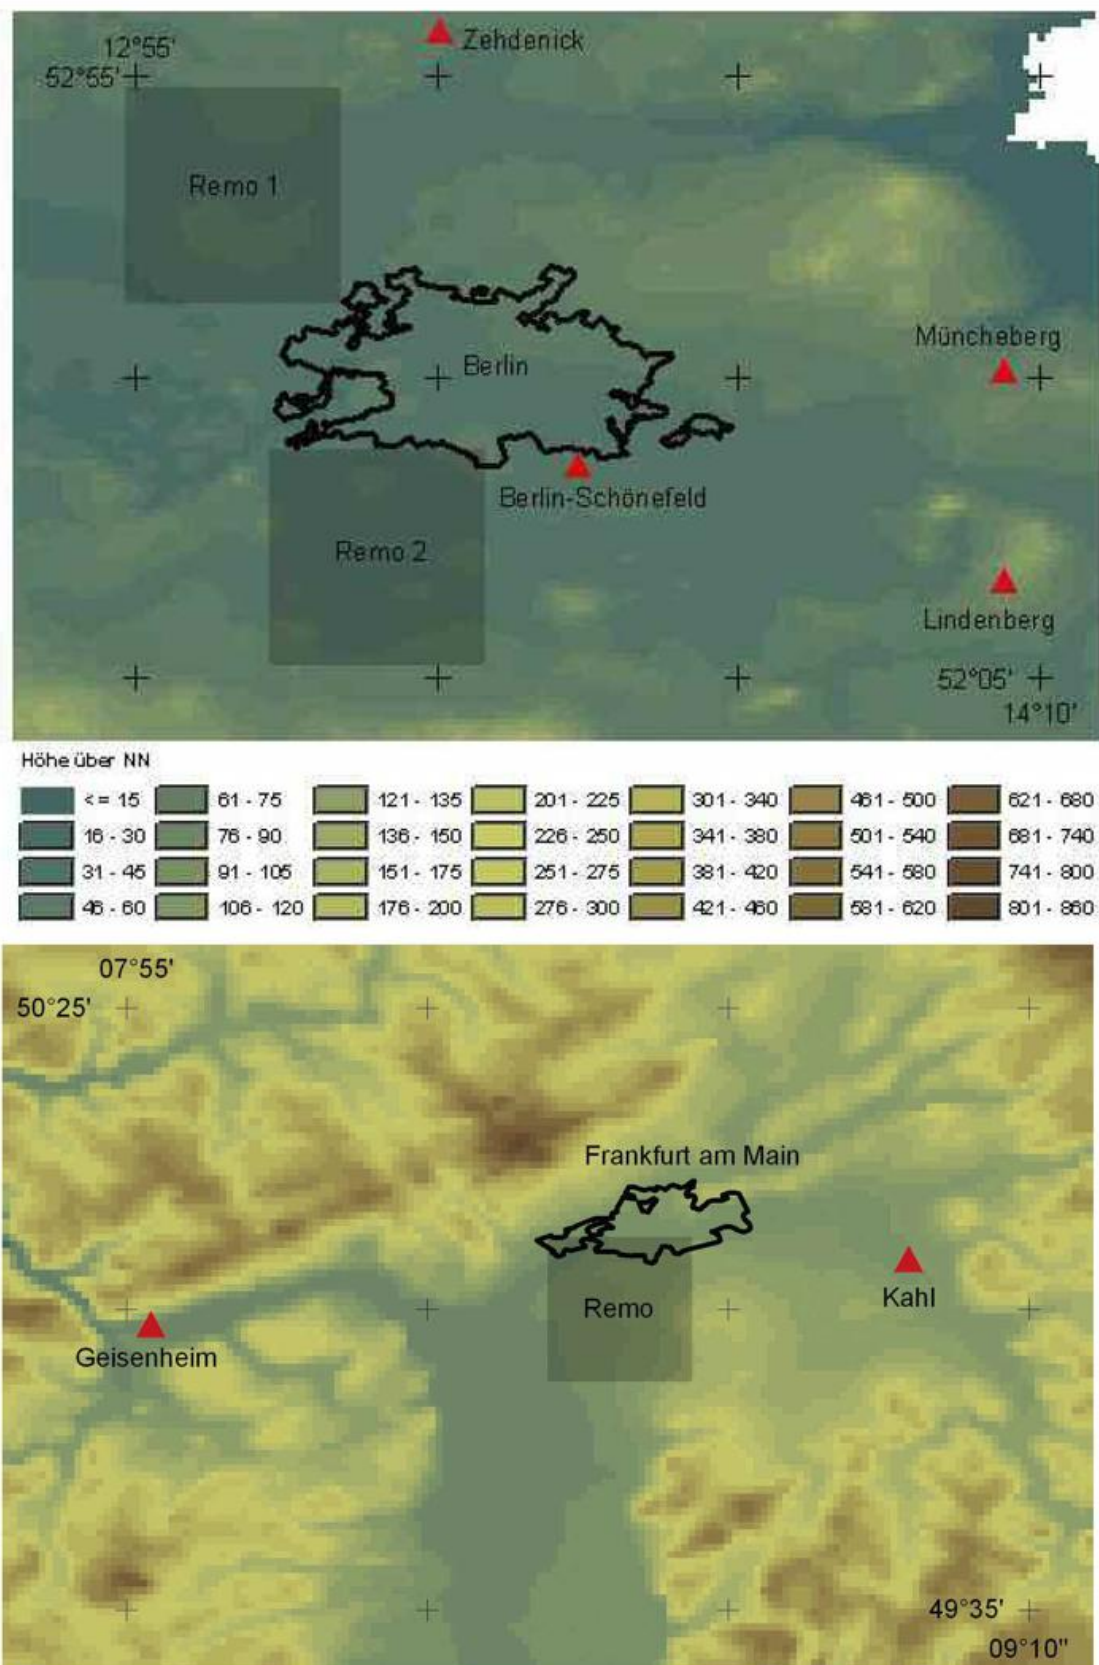 Zehdenick
12°55'
52°55'
Remo 1
Müncheberg
Berlin
Berlin-Schönefeld
Remo 2
Lindenberg
52°05'
14°10'
Höhe über NN
<= 15 61 - 75 121 - 135 201 - 225 301 - 340 461 - 500 621 - 680
16 - 30 76 - 90 136 - 150 226 - 250 341 - 380 501 - 540 681 - 740
31 - 45 91 - 105 151 - 175 251 - 275 381 - 420 541 - 580 741 - 800
46 - 60 106 - 120 176 - 200 276 - 300 421 - 460 581 - 620 801 - 860
07°55'
50°25'
Frankfurt am Main
Kahl
Remo
Geisenheim
49°35'
09°10"